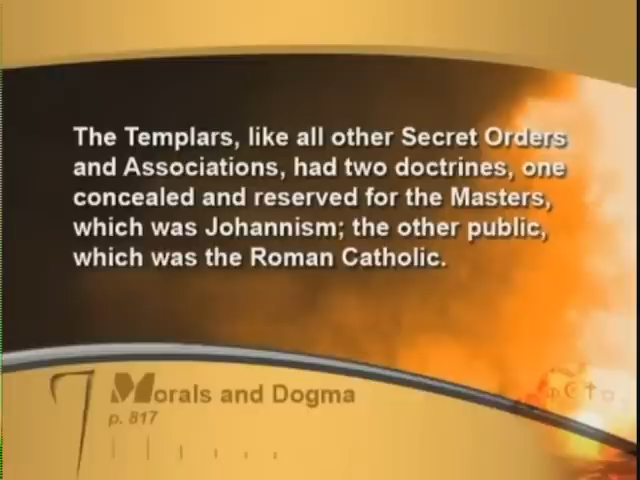 The Templars, like all other Secret Orders
and Associations, had two doctrines, one
concealed and reserved for the Masters,
which was Johannism; the other public,
which was the Roman Catholic.
Morals and Dogma
p. 817